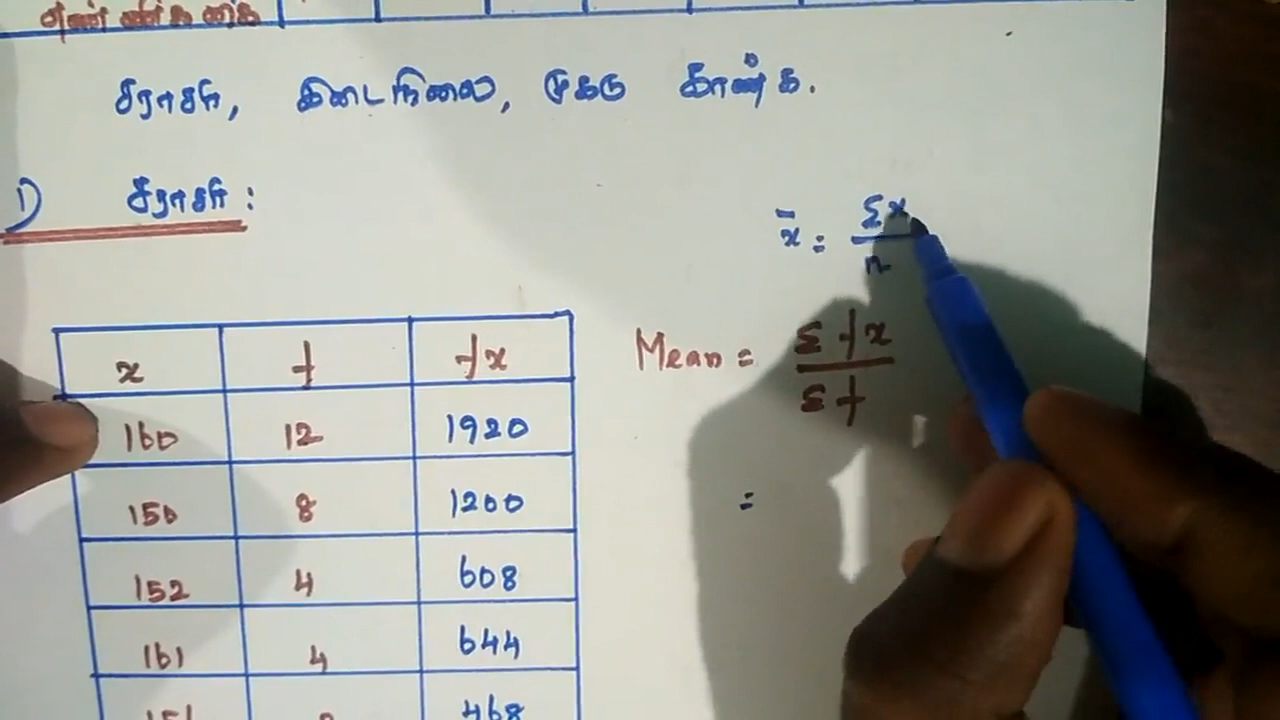 எண்ணிக்கை
சராசரி, இடைநிலை, முகடு காண்க.
1) சராசரி :
x̄ = Σx / n
Mean = Σfx / Σf
=
x f fx
160 12 1920
150 8 1200
152 4 608
161 4 644
468